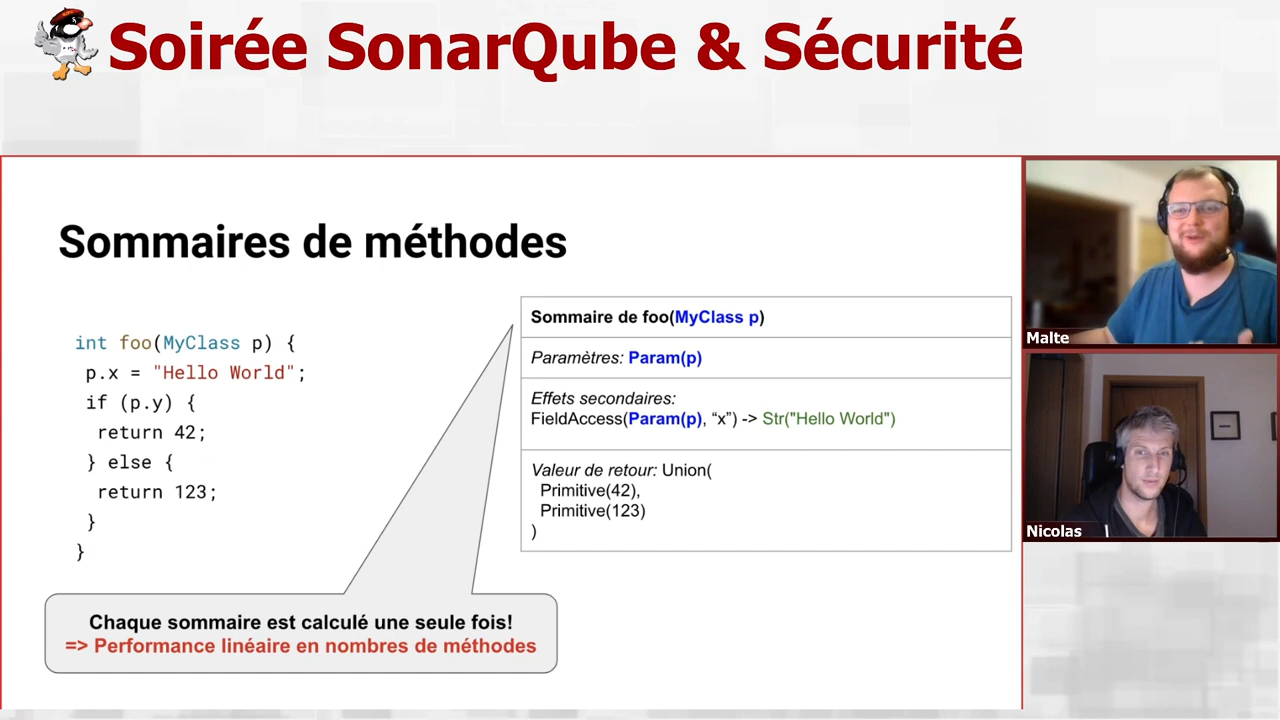 Soirée SonarQube & Sécurité
Sommaires de méthodes
int foo(MyClass p) {
p.x = "Hello World";
if (p.y) {
return 42;
} else {
return 123;
}
}
Sommaire de foo(MyClass p)
Paramètres: Param(p)
Effets secondaires:
FieldAccess(Param(p), “x”) -> Str("Hello World")
Valeur de retour: Union(
Primitive(42),
Primitive(123)
)
Chaque sommaire est calculé une seule fois!
=> Performance linéaire en nombres de méthodes
Malte
Nicolas